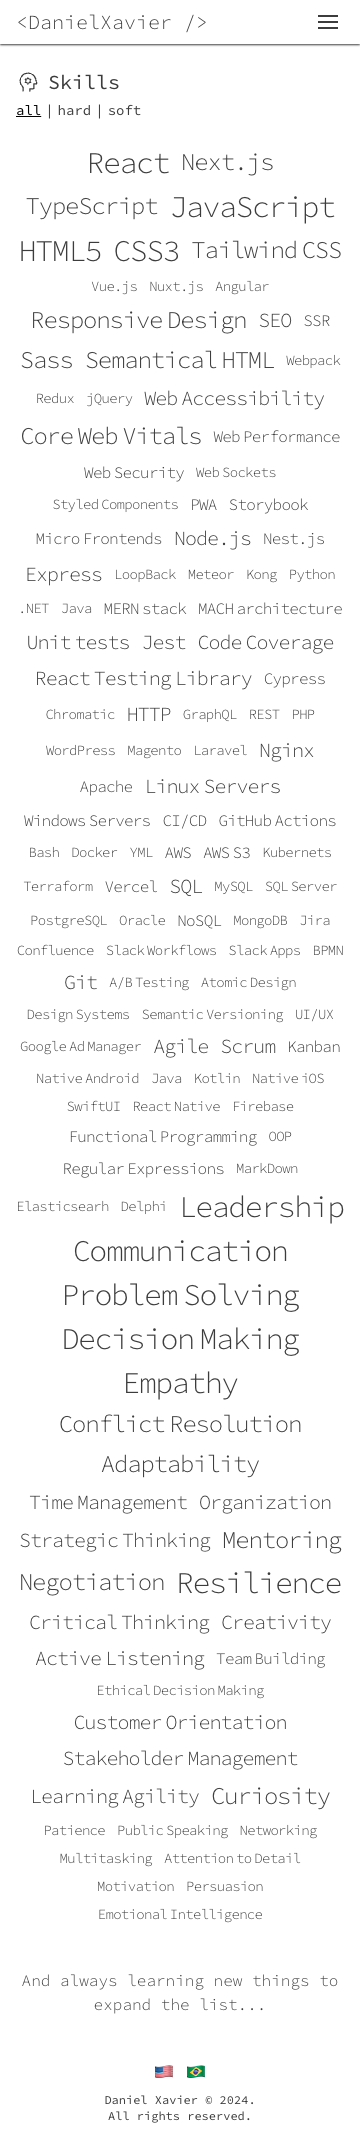 <DanielXavier />
Skills
all | hard | soft
React Next.js
TypeScript JavaScript
HTML5 CSS3 Tailwind CSS
Vue.js Nuxt.js Angular
Responsive Design SEO SSR
Sass Semantical HTML Webpack
Redux jQuery Web Accessibility
Core Web Vitals Web Performance
Web Security Web Sockets
Styled Components PWA Storybook
Micro Frontends Node.js Nest.js
Express LoopBack Meteor Kong Python
.NET Java MERN stack MACH architecture
Unit tests Jest Code Coverage
React Testing Library Cypress
Chromatic HTTP GraphQL REST PHP
WordPress Magento Laravel Nginx
Apache Linux Servers
Windows Servers CI/CD GitHub Actions
Bash Docker YML AWS AWS S3 Kubernetes
Terraform Vercel SQL MySQL SQL Server
PostgreSQL Oracle NoSQL MongoDB Jira
Confluence Slack Workflows Slack Apps BPMN
Git A/B Testing Atomic Design
Design Systems Semantic Versioning UI/UX
Google Ad Manager Agile Scrum Kanban
Native Android Java Kotlin Native iOS
SwiftUI React Native Firebase
Functional Programming OOP
Regular Expressions MarkDown
Elasticsearh Delphi Leadership
Communication
Problem Solving
Decision Making
Empathy
Conflict Resolution
Adaptability
Time Management Organization
Strategic Thinking Mentoring
Negotiation Resilience
Critical Thinking Creativity
Active Listening Team Building
Ethical Decision Making
Customer Orientation
Stakeholder Management
Learning Agility Curiosity
Patience Public Speaking Networking
Multitasking Attention to Detail
Motivation Persuasion
Emotional Intelligence
And always learning new things to
expand the list...
Daniel Xavier © 2024.
All rights reserved.